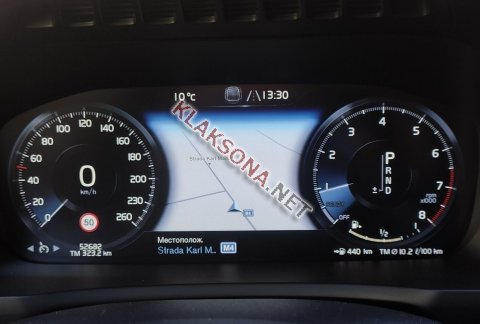 10 °C 13:30
80 100 120 140 160 180 200 220 240 260
60
40
20
0
0
km/h
50
52682
TM 323.2 km
Strada Karl M..
M4
Местополож.
Strada Karl M.. M4
1 2 3 4 5 6 7 8
P
R
N
D
±
rpm
x1000
OFF
1/2
440 km
TM Ø 10.2 l/100 km
KLAKSONA.NET